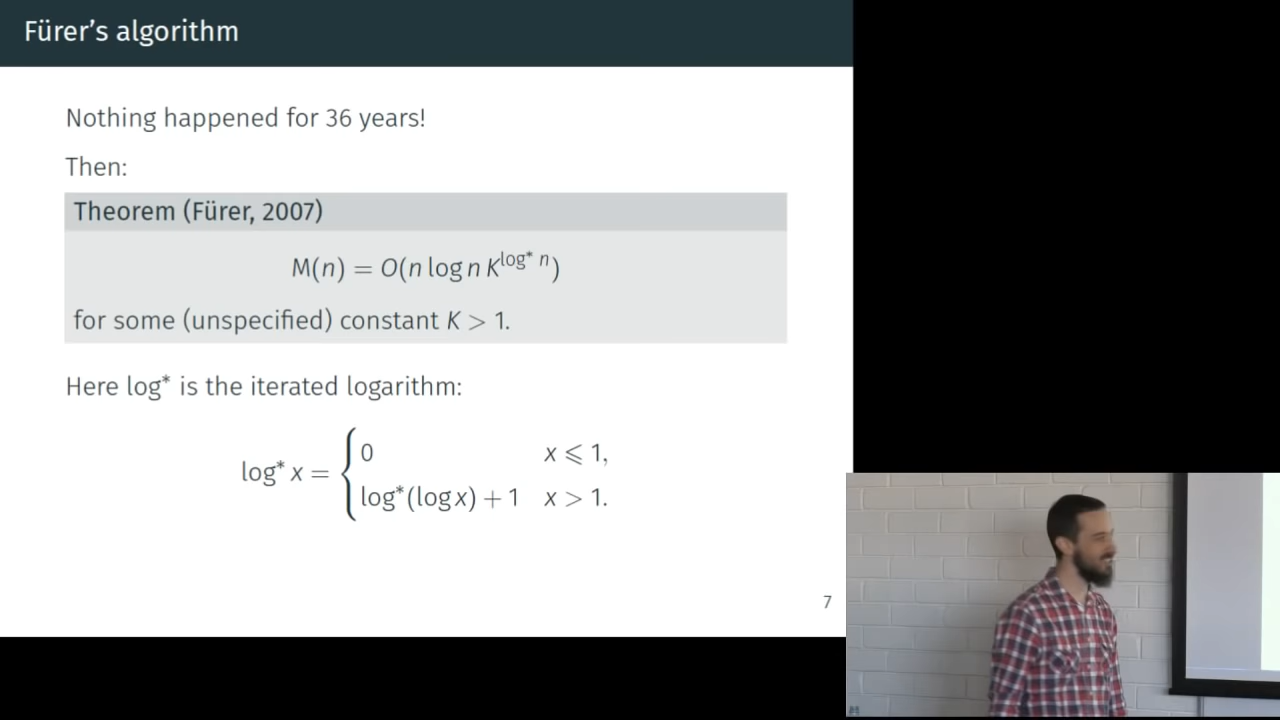 Fürer's algorithm
Nothing happened for 36 years!
Then:
Theorem (Fürer, 2007)
M(n) = O(n log n K^{log* n})
for some (unspecified) constant K > 1.
Here log* is the iterated logarithm:
log* x = { 0 x ⩽ 1,
log*(log x) + 1 x > 1.
7